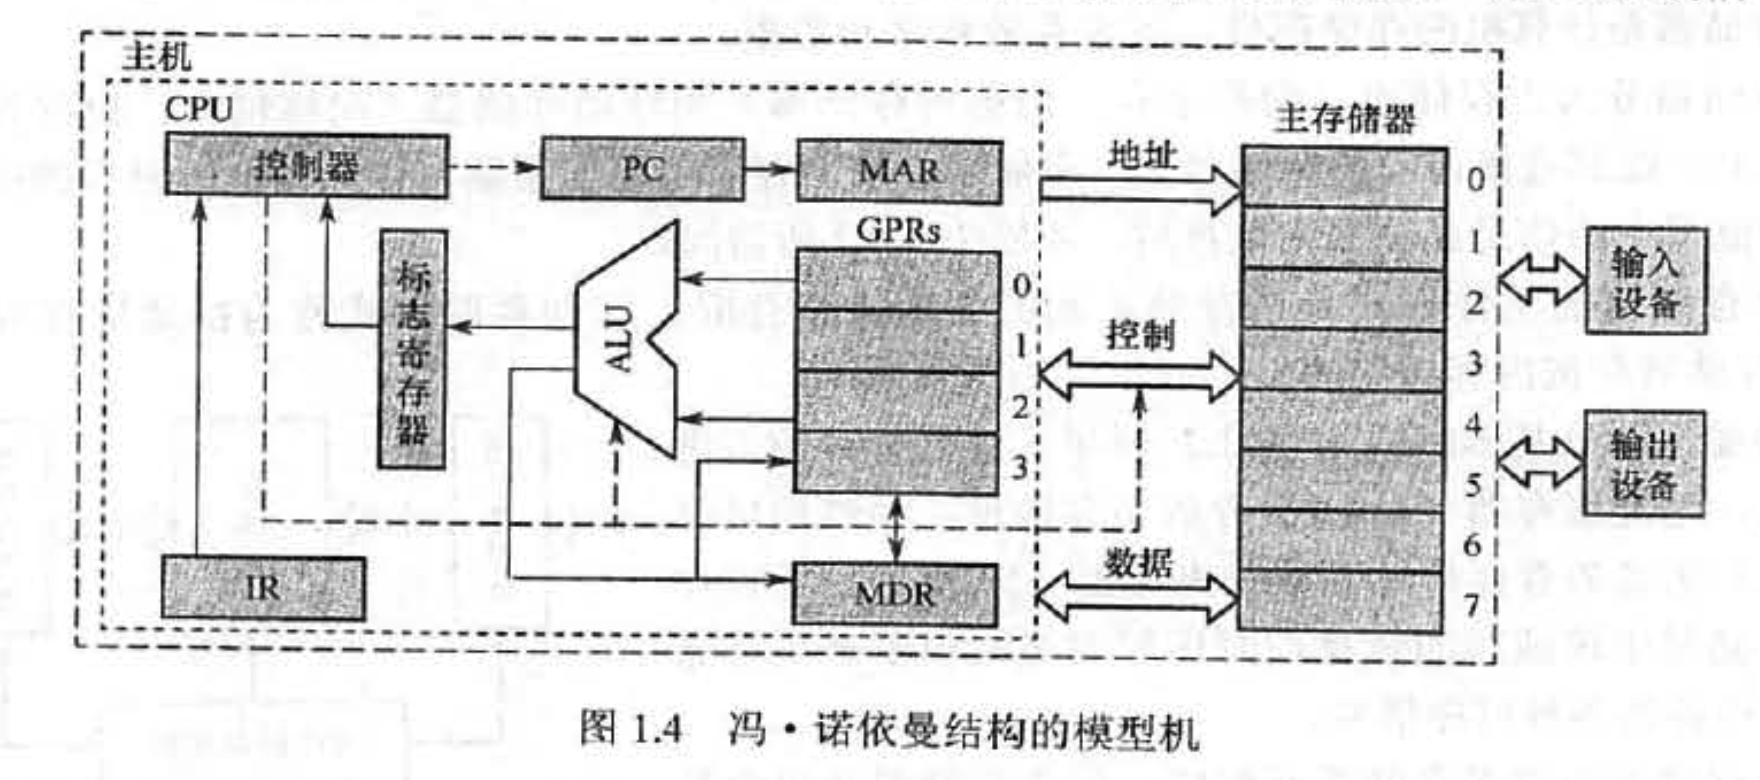 主机
CPU
控制器
PC
MAR
地址
主存储器
0
1
2
3
4
5
6
7
GPRs
0
1
2
3
标志寄存器
ALU
控制
输入
设备
输出
设备
IR
MDR
数据
图 1.4 冯·诺依曼结构的模型机